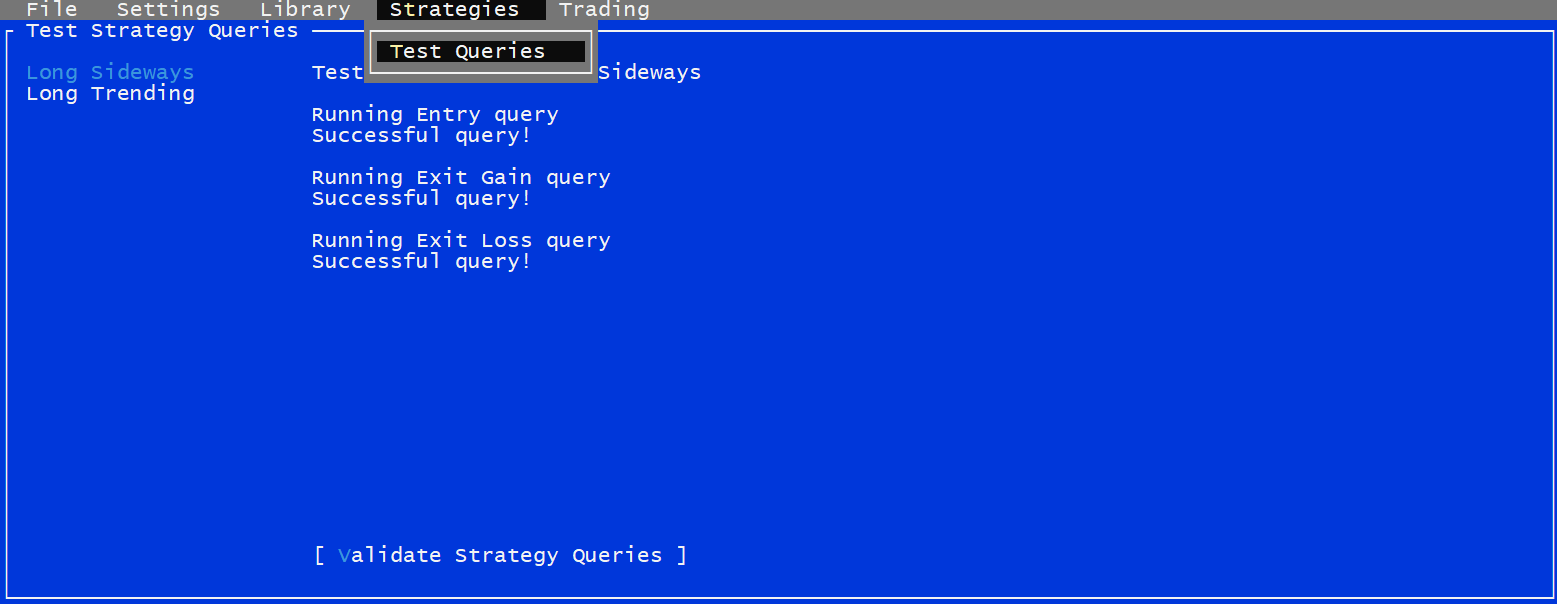 File Settings Library Strategies Trading
Test Strategy Queries
Test Queries
Long Sideways
Test Sideways
Long Trending
Running Entry query
Successful query!
Running Exit Gain query
Successful query!
Running Exit Loss query
Successful query!
[ Validate Strategy Queries ]